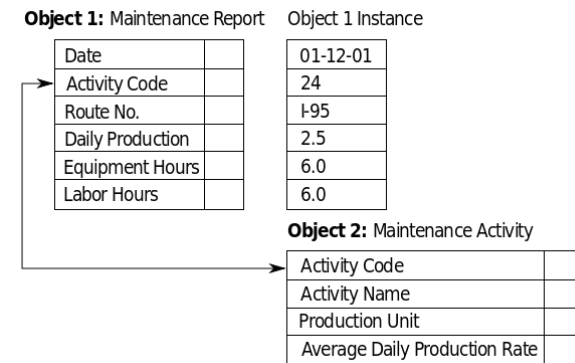 Object 1: Maintenance Report Object 1 Instance
Date 01-12-01
Activity Code 24
Route No. I-95
Daily Production 2.5
Equipment Hours 6.0
Labor Hours 6.0
Object 2: Maintenance Activity
Activity Code
Activity Name
Production Unit
Average Daily Production Rate